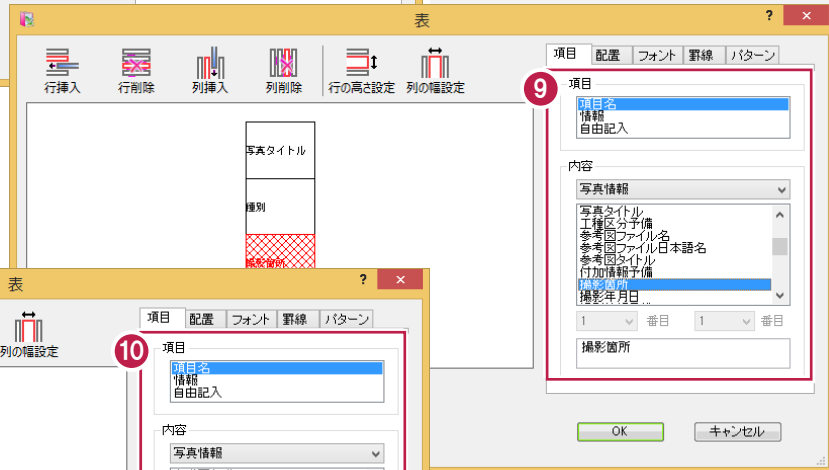 表
?
×
行挿入
行削除
列挿入
列削除
行の高さ設定
列の幅設定
写真タイトル
種別
撮影箇所
項目
配置
フォント
罫線
パターン
9
項目
項目名
情報
自由記入
内容
写真情報
写真タイトル
工種区分予備
参考図ファイル名
参考図ファイル日本語名
参考図タイトル
付加情報予備
撮影箇所
撮影年月日
1 番目 1 番目
撮影箇所
OK
キャンセル
表
?
×
列の幅設定
項目
配置
フォント
罫線
パターン
10
項目
項目名
情報
自由記入
内容
写真情報